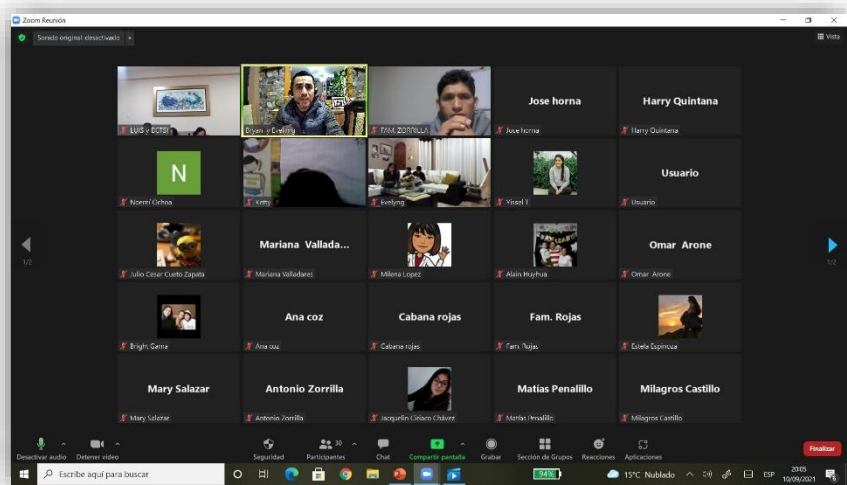 Zoom Reunión
Sonido original: desactivado
Vista
LUIS y BETSI
Bryam y Evelyng
FAM. ZORRILLA
Jose horna
Jose horna
Harry Quintana
Harry Quintana
N
Noemí Ochoa
Ketty
Evelyng
Yissel T
Usuario
Usuario
Julio Cesar Cueto Zapata
Mariana Vallada...
Mariana Valladares
Milena Lopez
Alain Huyhua
Omar Arone
Omar Arone
1/2
1/2
Bright Gama
Ana coz
Ana coz
Cabana rojas
Cabana rojas
Fam. Rojas
Fam. Rojas
Estela Espinoza
Mary Salazar
Mary Salazar
Antonio Zorrilla
Antonio Zorrilla
Jacquelin Ciriaco Chávez
Matías Penalillo
Matías Penalillo
Milagros Castillo
Milagros Castillo
Desactivar audio
Detener video
Seguridad
Participantes
30
Chat
Compartir pantalla
Grabar
Sección de Grupos
Reacciones
Aplicaciones
Finalizar
Escribe aquí para buscar
94%
15°C Nublado
ESP
20:05
10/09/2021
6